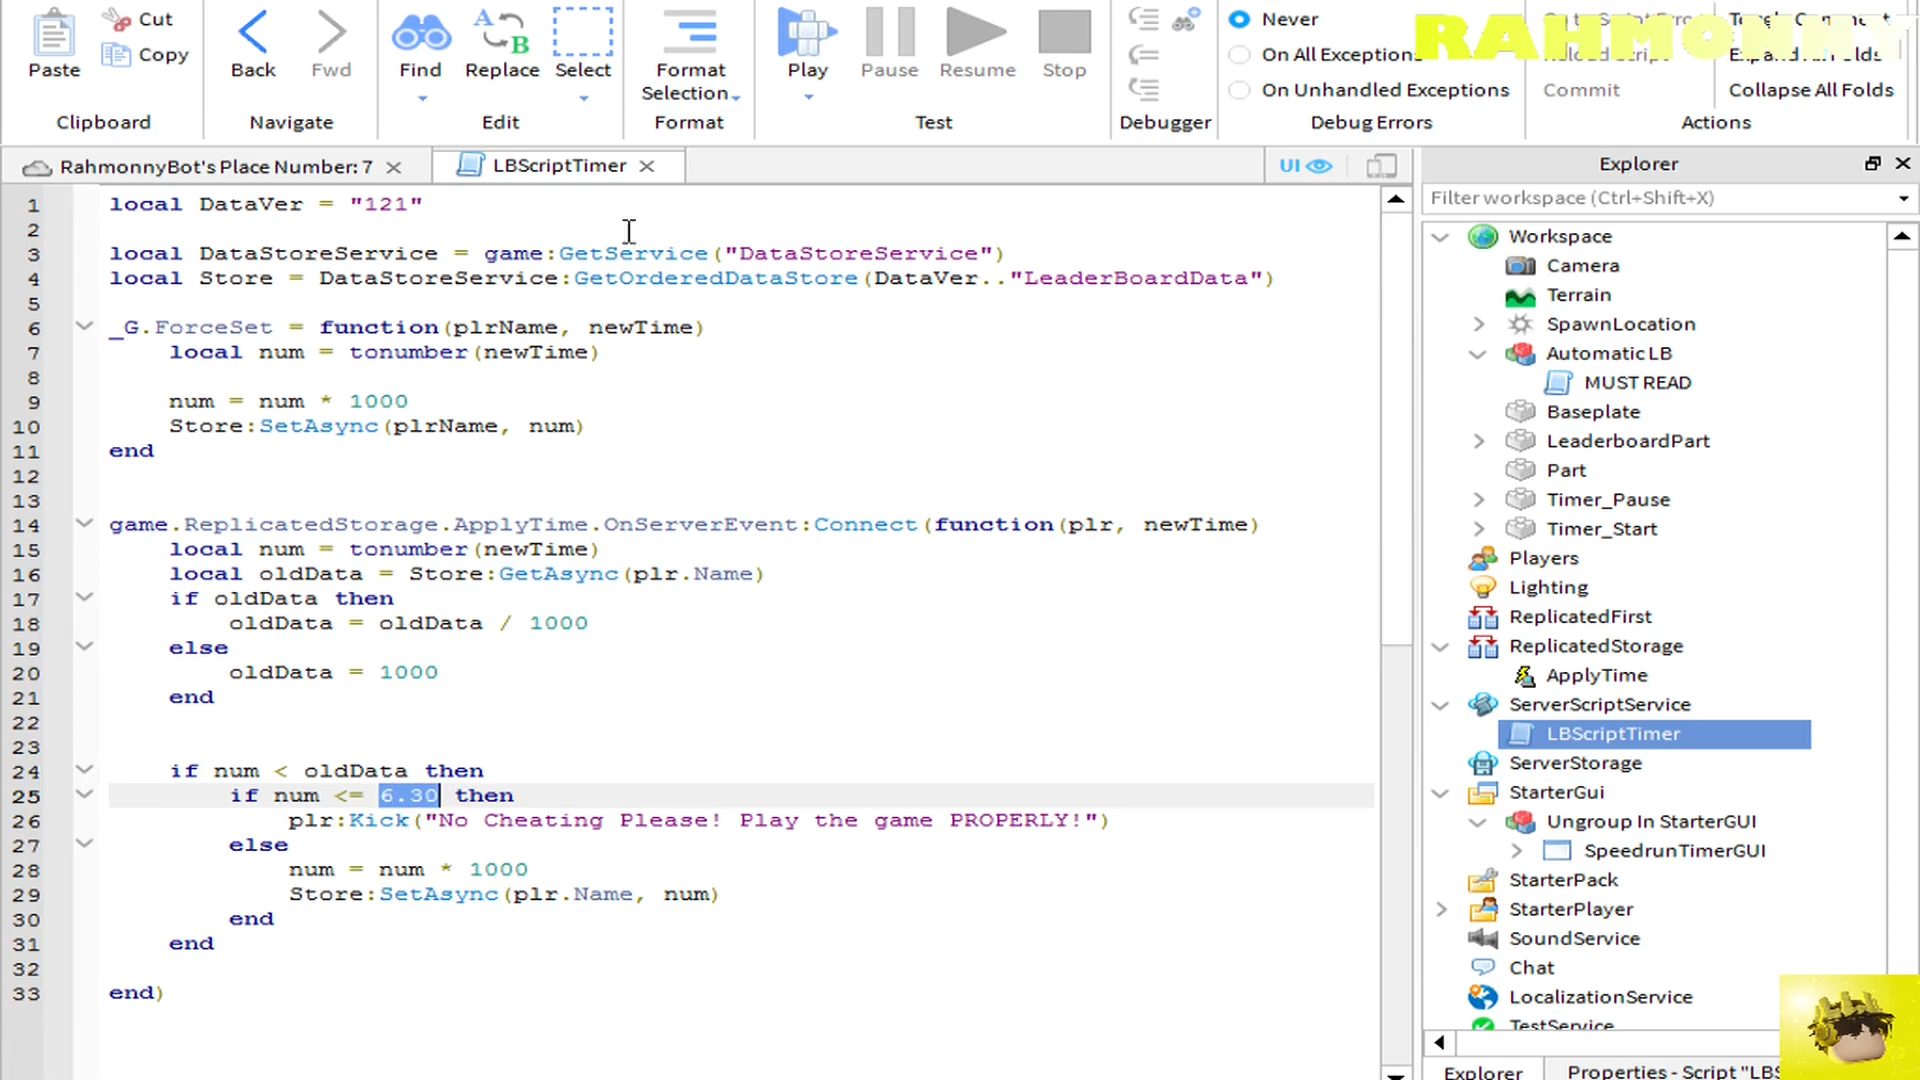 Paste
Cut
Copy
Clipboard
Back
Fwd
Navigate
Find
Replace
Select
Edit
Format
Selection
Format
Play
Pause
Resume
Stop
Test
Debugger
Never
On All Exceptions
On Unhandled Exceptions
Debug Errors
Commit
Collapse All Folds
Actions
RAHMONNY
RahmonnyBot's Place Number: 7
LBScriptTimer
UI
1 local DataVer = "121"
2
3 local DataStoreService = game:GetService("DataStoreService")
4 local Store = DataStoreService:GetOrderedDataStore(DataVer.."LeaderBoardData")
5
6 _G.ForceSet = function(plrName, newTime)
7 local num = tonumber(newTime)
8
9 num = num * 1000
10 Store:SetAsync(plrName, num)
11 end
12
13
14 game.ReplicatedStorage.ApplyTime.OnServerEvent:Connect(function(plr, newTime)
15 local num = tonumber(newTime)
16 local oldData = Store:GetAsync(plr.Name)
17 if oldData then
18 oldData = oldData / 1000
19 else
20 oldData = 1000
21 end
22
23
24 if num < oldData then
25 if num <= 6.30 then
26 plr:Kick("No Cheating Please! Play the game PROPERLY!")
27 else
28 num = num * 1000
29 Store:SetAsync(plr.Name, num)
30 end
31 end
32
33 end)
Explorer
Filter workspace (Ctrl+Shift+X)
Workspace
Camera
Terrain
SpawnLocation
Automatic LB
MUST READ
Baseplate
LeaderboardPart
Part
Timer_Pause
Timer_Start
Players
Lighting
ReplicatedFirst
ReplicatedStorage
ApplyTime
ServerScriptService
LBScriptTimer
ServerStorage
StarterGui
Ungroup In StarterGUI
SpeedrunTimerGUI
StarterPack
StarterPlayer
SoundService
Chat
LocalizationService
TestService
Explorer
Properties - Script "LBS